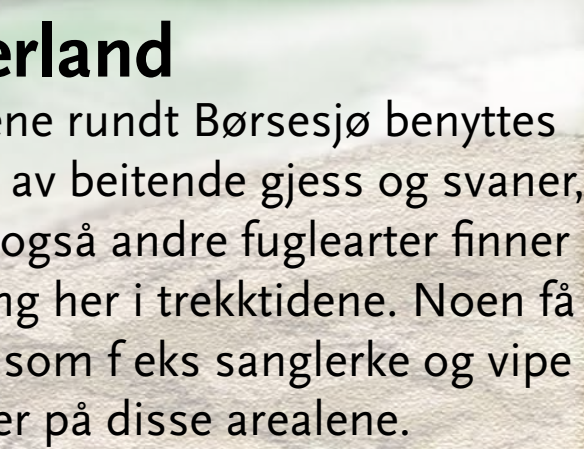 erland
ene rundt Børsesjø benyttes
av beitende gjess og svaner,
også andre fuglearter finner
ng her i trekktidene. Noen få
som f eks sanglerke og vipe
er på disse arealene.